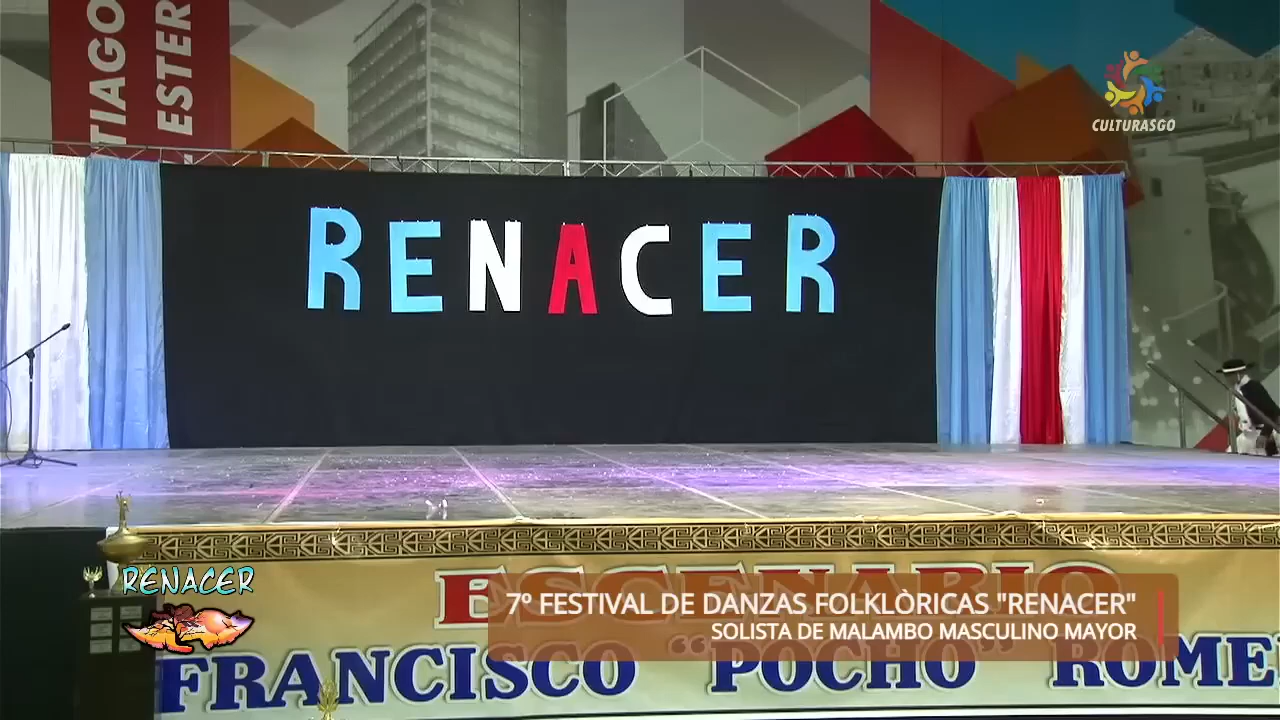 TIAGO
ESTER
CULTURASGO
RENACER
RENACER
ESCENARIO
7º FESTIVAL DE DANZAS FOLKLÒRICAS "RENACER"
SOLISTA DE MALAMBO MASCULINO MAYOR
FRANCISCO "POCHO" ROME